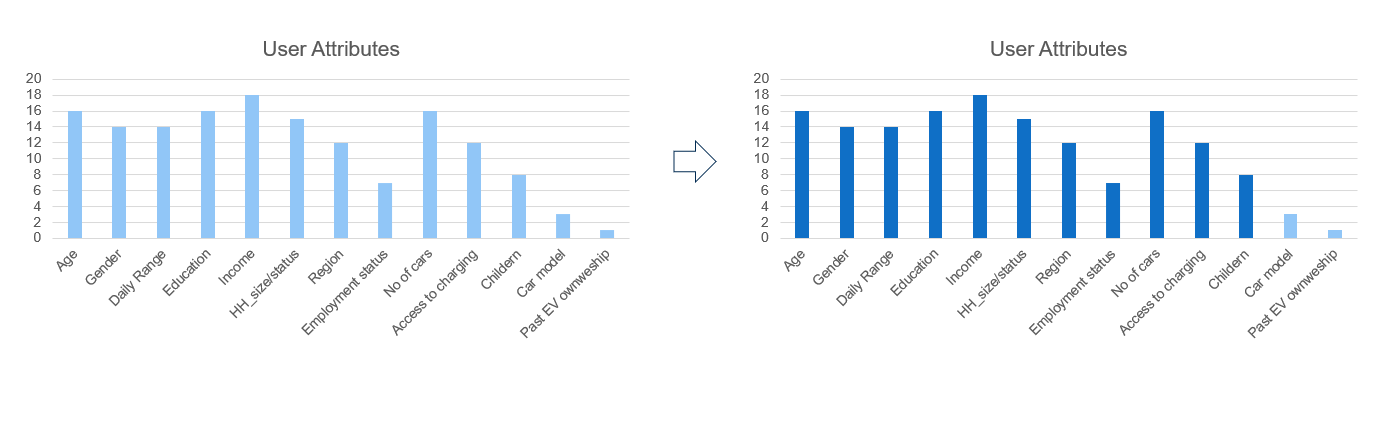 User Attributes
20
18
16
14
12
10
8
6
4
2
0
Age
Gender
Daily Range
Education
Income
HH_size/status
Region
Employment status
No of cars
Access to charging
Childern
Car model
Past EV ownweship
User Attributes
20
18
16
14
12
10
8
6
4
2
0
Age
Gender
Daily Range
Education
Income
HH_size/status
Region
Employment status
No of cars
Access to charging
Childern
Car model
Past EV ownweship